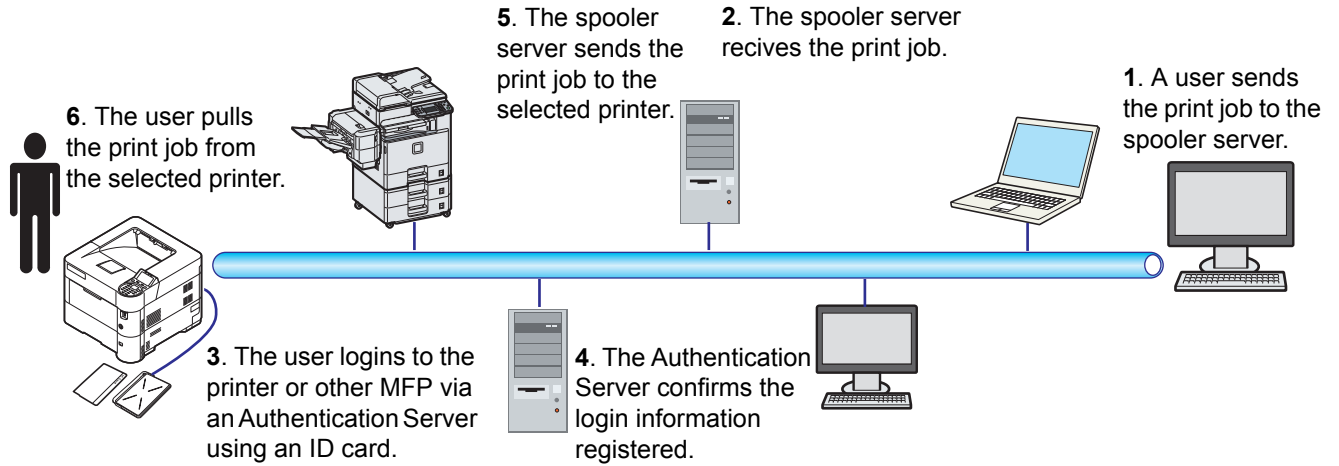 5. The spooler
server sends the
print job to the
selected printer.
2. The spooler server
recives the print job.
1. A user sends
the print job to the
spooler server.
6. The user pulls
the print job from
the selected printer.
3. The user logins to the
printer or other MFP via
an Authentication Server
using an ID card.
4. The Authentication
Server confirms the
login information
registered.